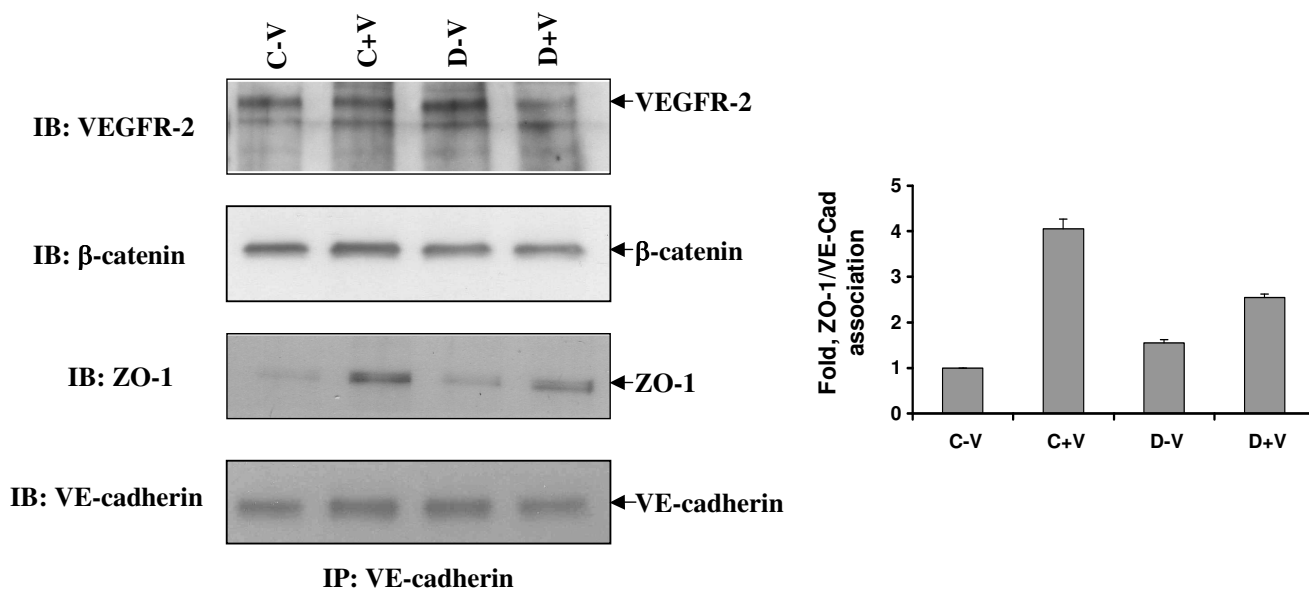 C-V
C+V
D-V
D+V
IB: VEGFR-2
VEGFR-2
IB: β-catenin
β-catenin
IB: ZO-1
ZO-1
IB: VE-cadherin
VE-cadherin
IP: VE-cadherin
Fold, ZO-1/VE-Cad
association
5
4
3
2
1
0
C-V
C+V
D-V
D+V